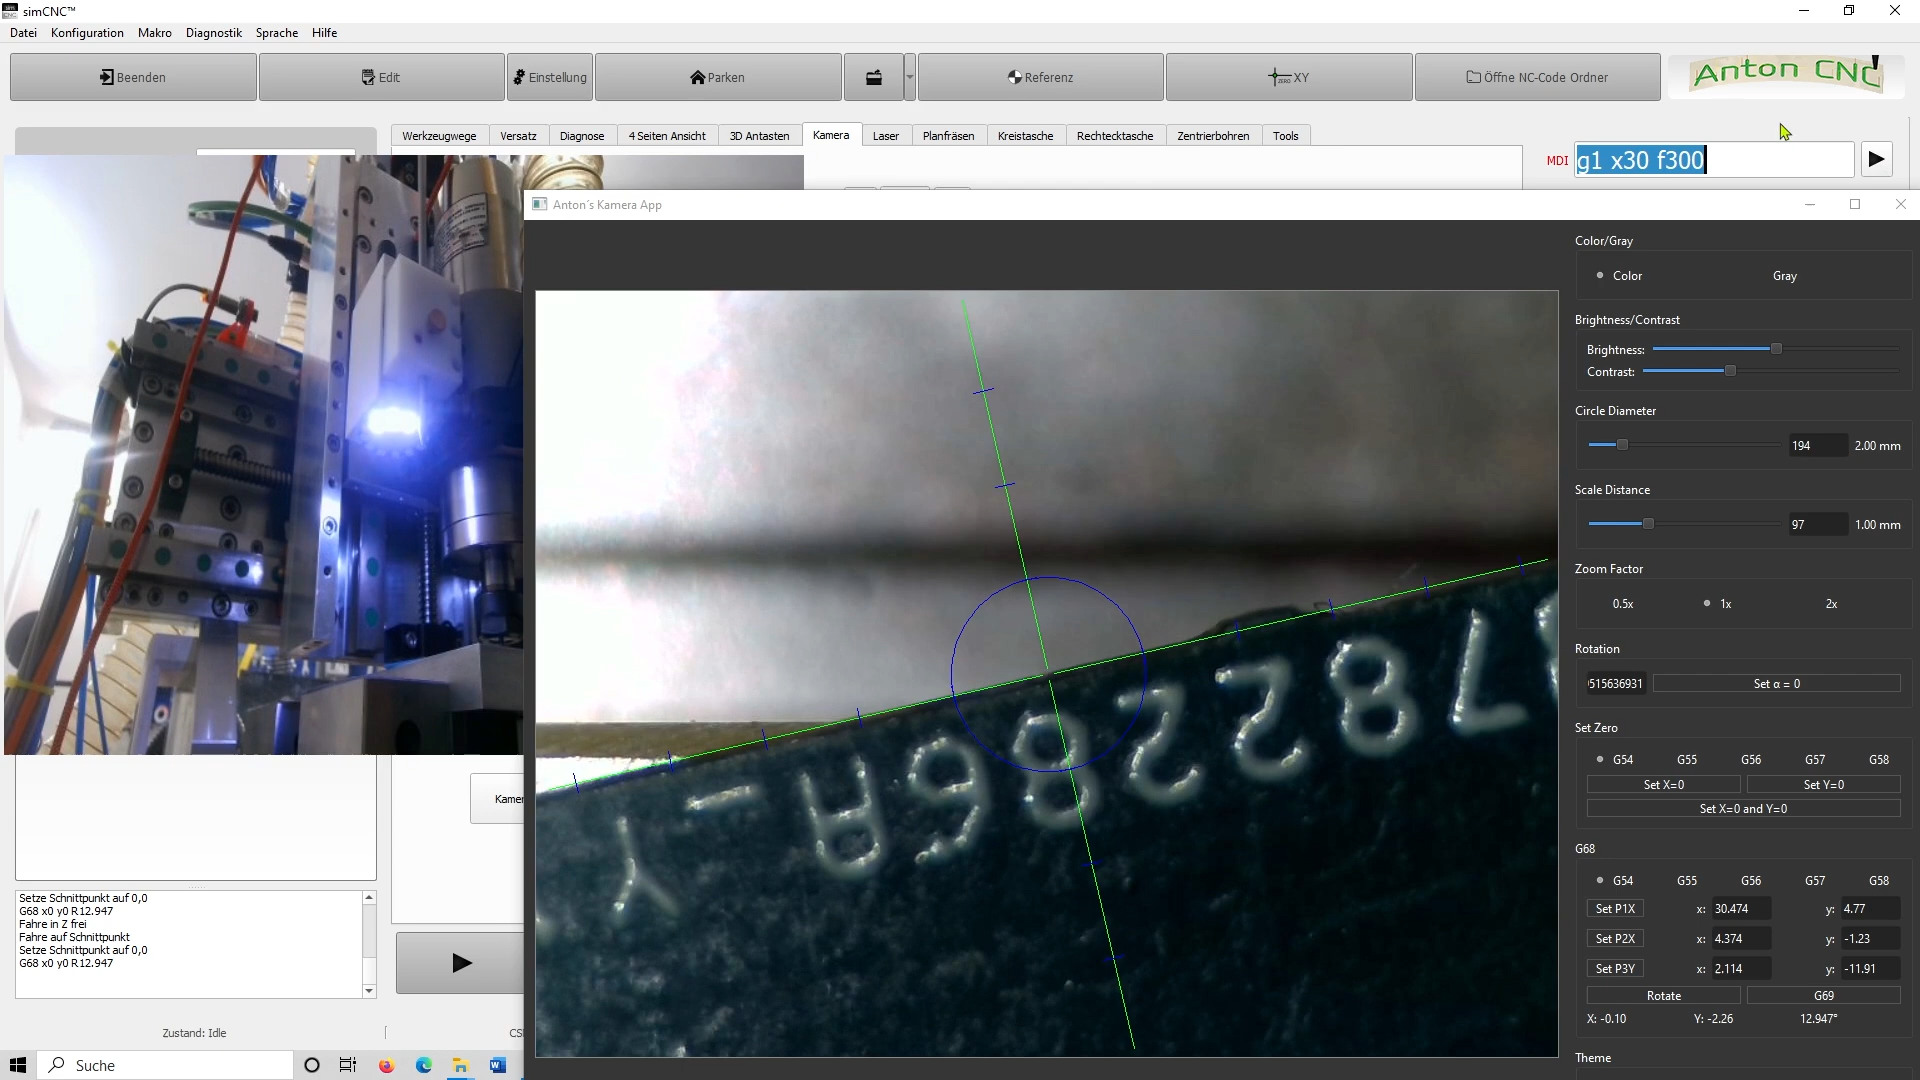 simCNC™
Datei Konfiguration Makro Diagnostik Sprache Hilfe
Beenden Edit Einstellung Parken Referenz XY Öffne NC-Code Ordner Anton CNC
Werkzeugwege Versatz Diagnose 4 Seiten Ansicht 3D Antasten Kamera Laser Planfräsen Kreistasche Rechtecktasche Zentrierbohren Tools
MDI g1 x30 f300
Anton´s Kamera App
Color/Gray
Color Gray
Brightness/Contrast
Brightness:
Contrast:
Circle Diameter
194 2.00 mm
Scale Distance
97 1.00 mm
Zoom Factor
0.5x 1x 2x
Rotation
515636931 Set α = 0
Set Zero
G54 G55 G56 G57 G58
Set X=0 Set Y=0
Set X=0 and Y=0
G68
G54 G55 G56 G57 G58
Set P1X x: 30.474 y: 4.77
Set P2X x: 4.374 y: -1.23
Set P3Y x: 2.114 y: -11.91
Rotate G69
X: -0.10 Y: -2.26 12.947°
Theme
Setze Schnittpunkt auf 0,0
G68 x0 y0 R12.947
Fahre in Z frei
Fahre auf Schnittpunkt
Setze Schnittpunkt auf 0,0
G68 x0 y0 R12.947
Zustand: Idle
Suche